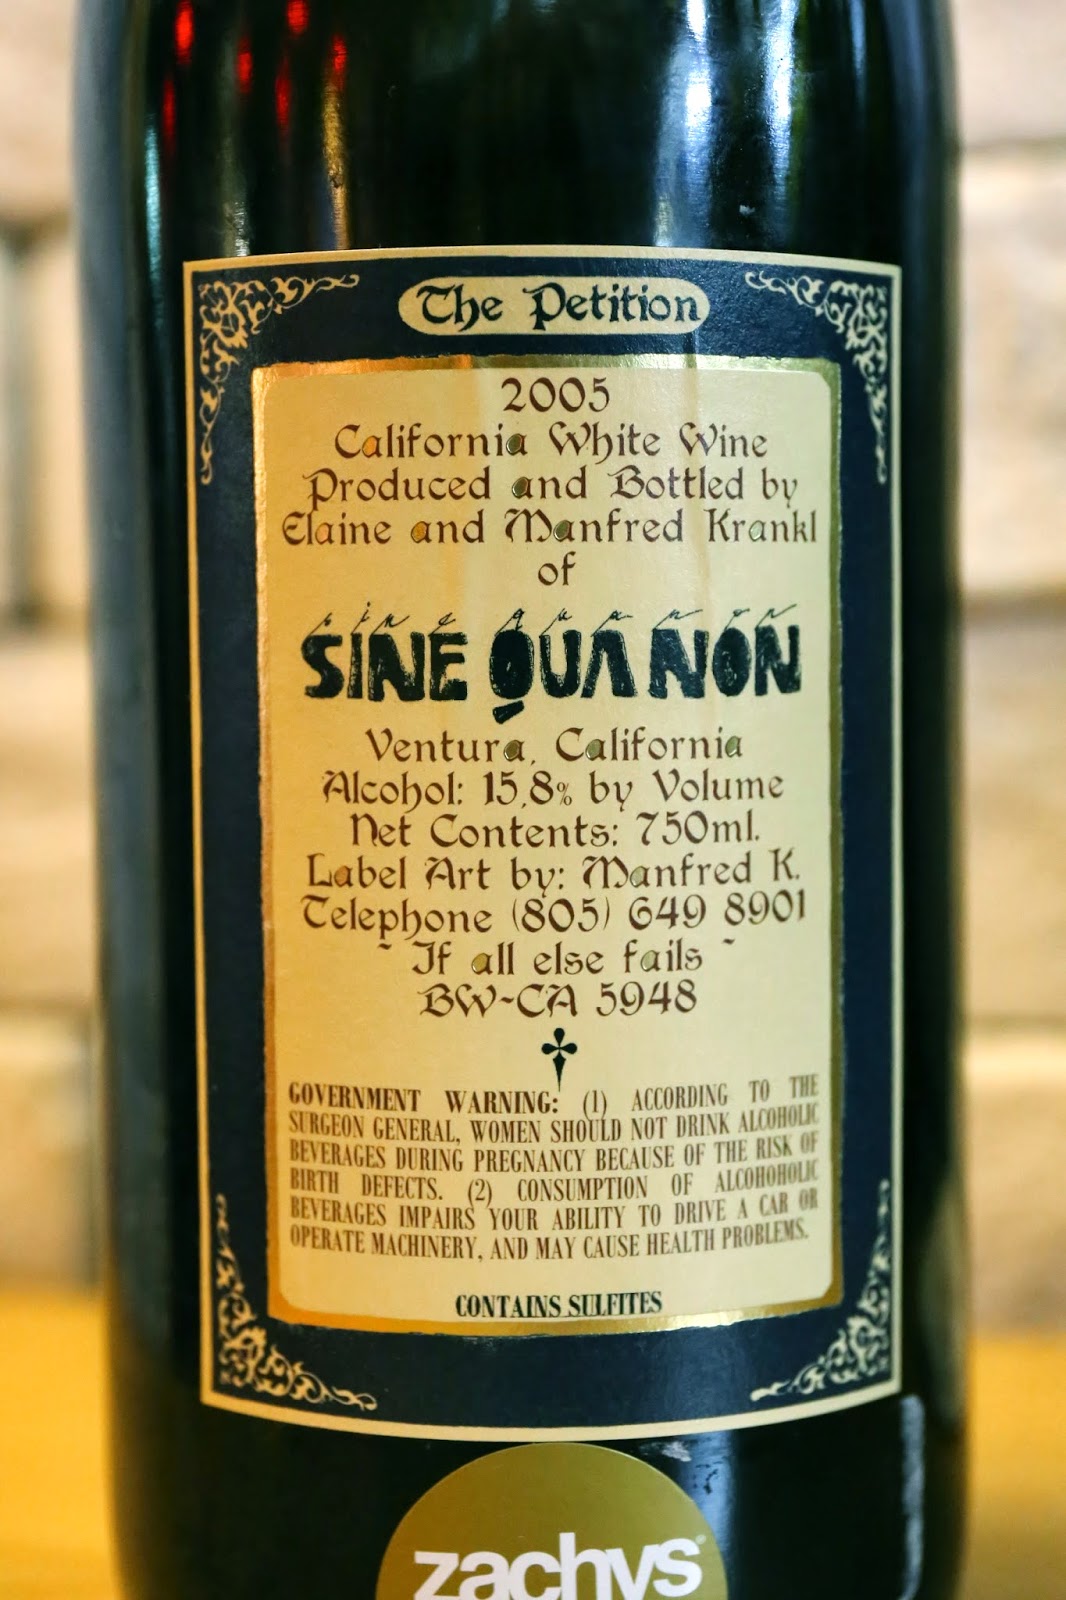 The Petition
2005
California White Wine
Produced and Bottled by
Elaine and Manfred Krankl
of
sine qua non
SINE QUA NON
Ventura, California
Alcohol: 15,8% by Volume
Net Contents: 750ml.
Label Art by: Manfred K.
Telephone (805) 649 8901
~ If all else fails ~
BW-CA 5948
GOVERNMENT WARNING: (1) ACCORDING TO THE
SURGEON GENERAL, WOMEN SHOULD NOT DRINK ALCOHOLIC
BEVERAGES DURING PREGNANCY BECAUSE OF THE RISK OF
BIRTH DEFECTS. (2) CONSUMPTION OF ALCOHOHOLIC
BEVERAGES IMPAIRS YOUR ABILITY TO DRIVE A CAR OR
OPERATE MACHINERY, AND MAY CAUSE HEALTH PROBLEMS.
CONTAINS SULFITES
zachys